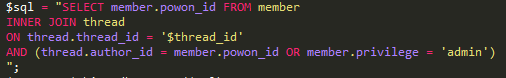 $sql = "SELECT member.powon_id FROM member
INNER JOIN thread
ON thread.thread_id = '$thread_id'
AND (thread.author_id = member.powon_id OR member.privilege = 'admin')
";